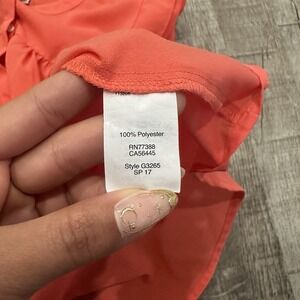 100% Polyester
RN77388
CA56445
Style G3265
SP 17